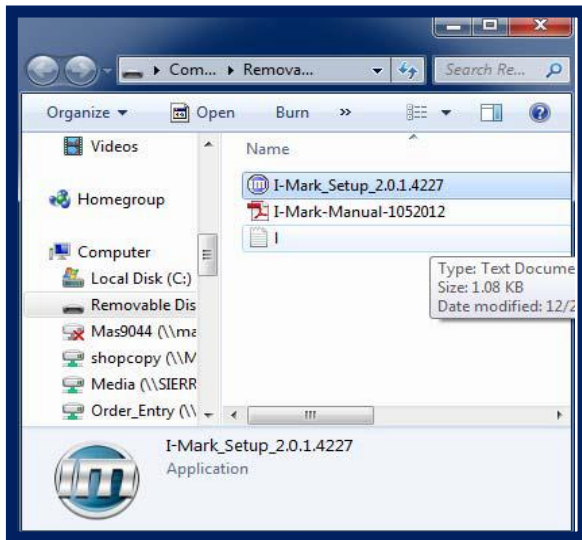 Com... Remova...
Search Re...
Organize Open Burn »
Videos
Homegroup
Computer
Local Disk (C:)
Removable Dis
Mas9044 (\\ma
shopcopy (\\M
Media (\\SIERR
Order_Entry (\\
Name
I-Mark_Setup_2.0.1.4227
I-Mark-Manual-1052012
I
Type: Text Docume
Size: 1.08 KB
Date modified: 12/2
I-Mark_Setup_2.0.1.4227
Application